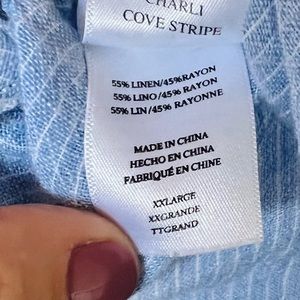 CHARLI
COVE STRIPE
55% LINEN/45%RAYON
55% LINO/45% RAYON
55% LIN/45% RAYONNE
MADE IN CHINA
HECHO EN CHINA
FABRIQUÉ EN CHINE
XXLARGE
XXGRANDE
TTGRAND